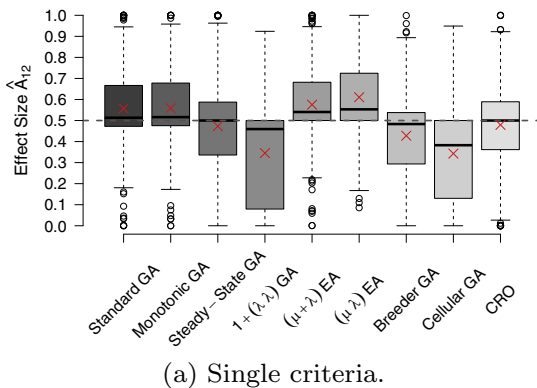 Effect Size Â12
1.0
0.9
0.8
0.7
0.6
0.5
0.4
0.3
0.2
0.1
0.0
Standard GA
Monotonic GA
Steady−State GA
1+(λ λ) GA
(μ+λ) EA
(μ λ) EA
Breeder GA
Cellular GA
CRO
(a) Single criteria.